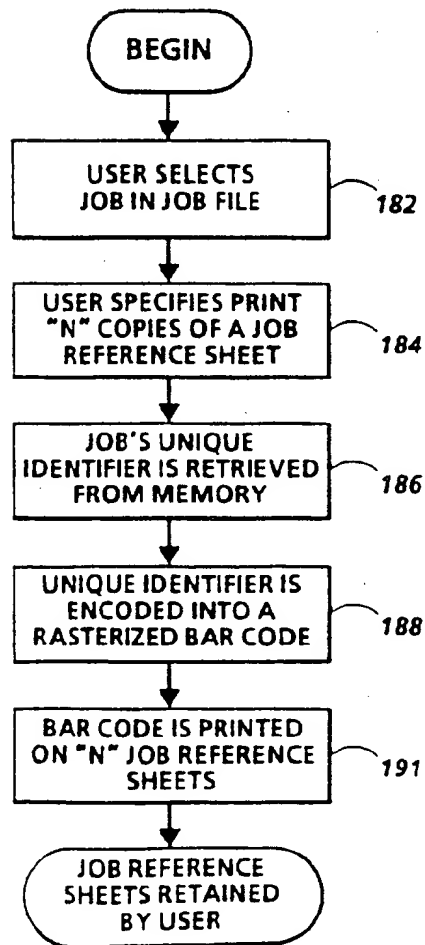 BEGIN
USER SELECTS
JOB IN JOB FILE
182
USER SPECIFIES PRINT
"N" COPIES OF A JOB
REFERENCE SHEET
184
JOB'S UNIQUE
IDENTIFIER IS RETRIEVED
FROM MEMORY
186
UNIQUE IDENTIFIER IS
ENCODED INTO A
RASTERIZED BAR CODE
188
BAR CODE IS PRINTED
ON "N" JOB REFERENCE
SHEETS
191
JOB REFERENCE
SHEETS RETAINED
BY USER